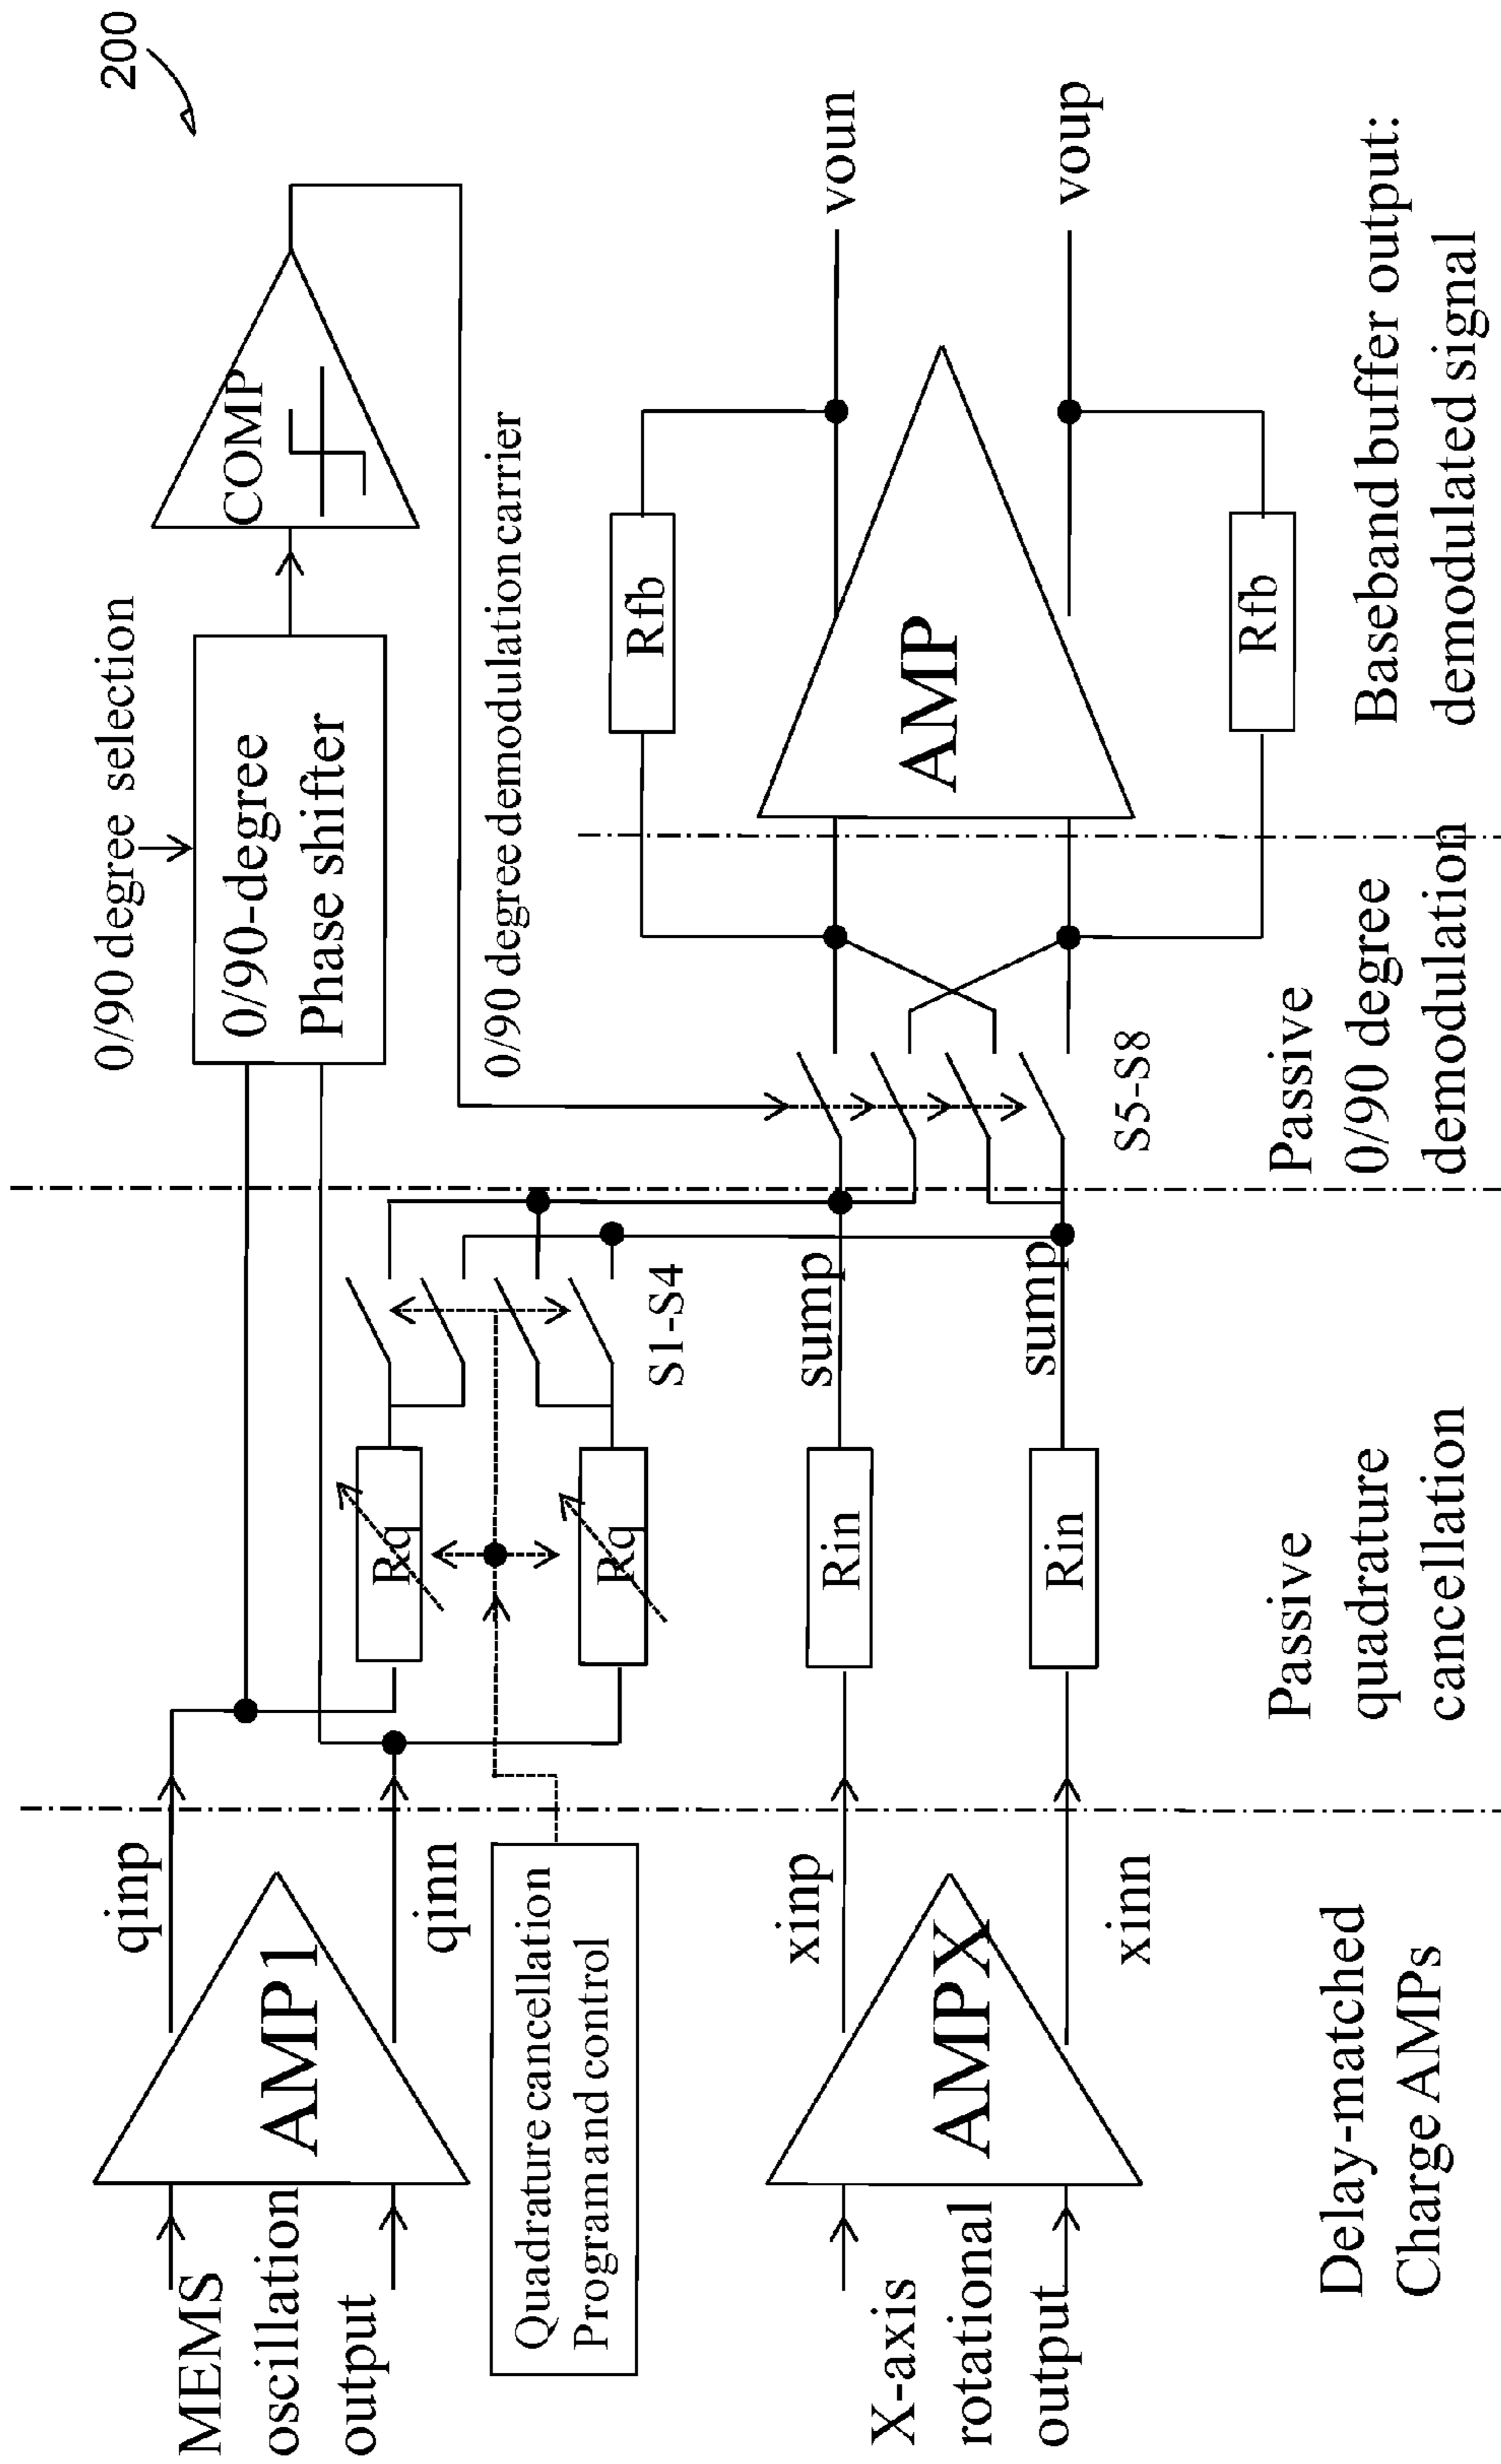 200
0/90 degree selection
0/90-degree
Phase shifter
COMP
0/90 degree demodulation carrier
MEMS
oscillation
output
AMP1
qinp
qinn
Rq
Rq
S1-S4
Quadrature cancellation
Program and control
X-axis
rotational
output
AMPX
xinp
xinn
Rin
Rin
sump
sump
S5-S8
Rfb
AMP
Rfb
voun
voup
Delay-matched
Charge AMPs
Passive
quadrature
cancellation
Passive
0/90 degree
demodulation
Baseband buffer output:
demodulated signal